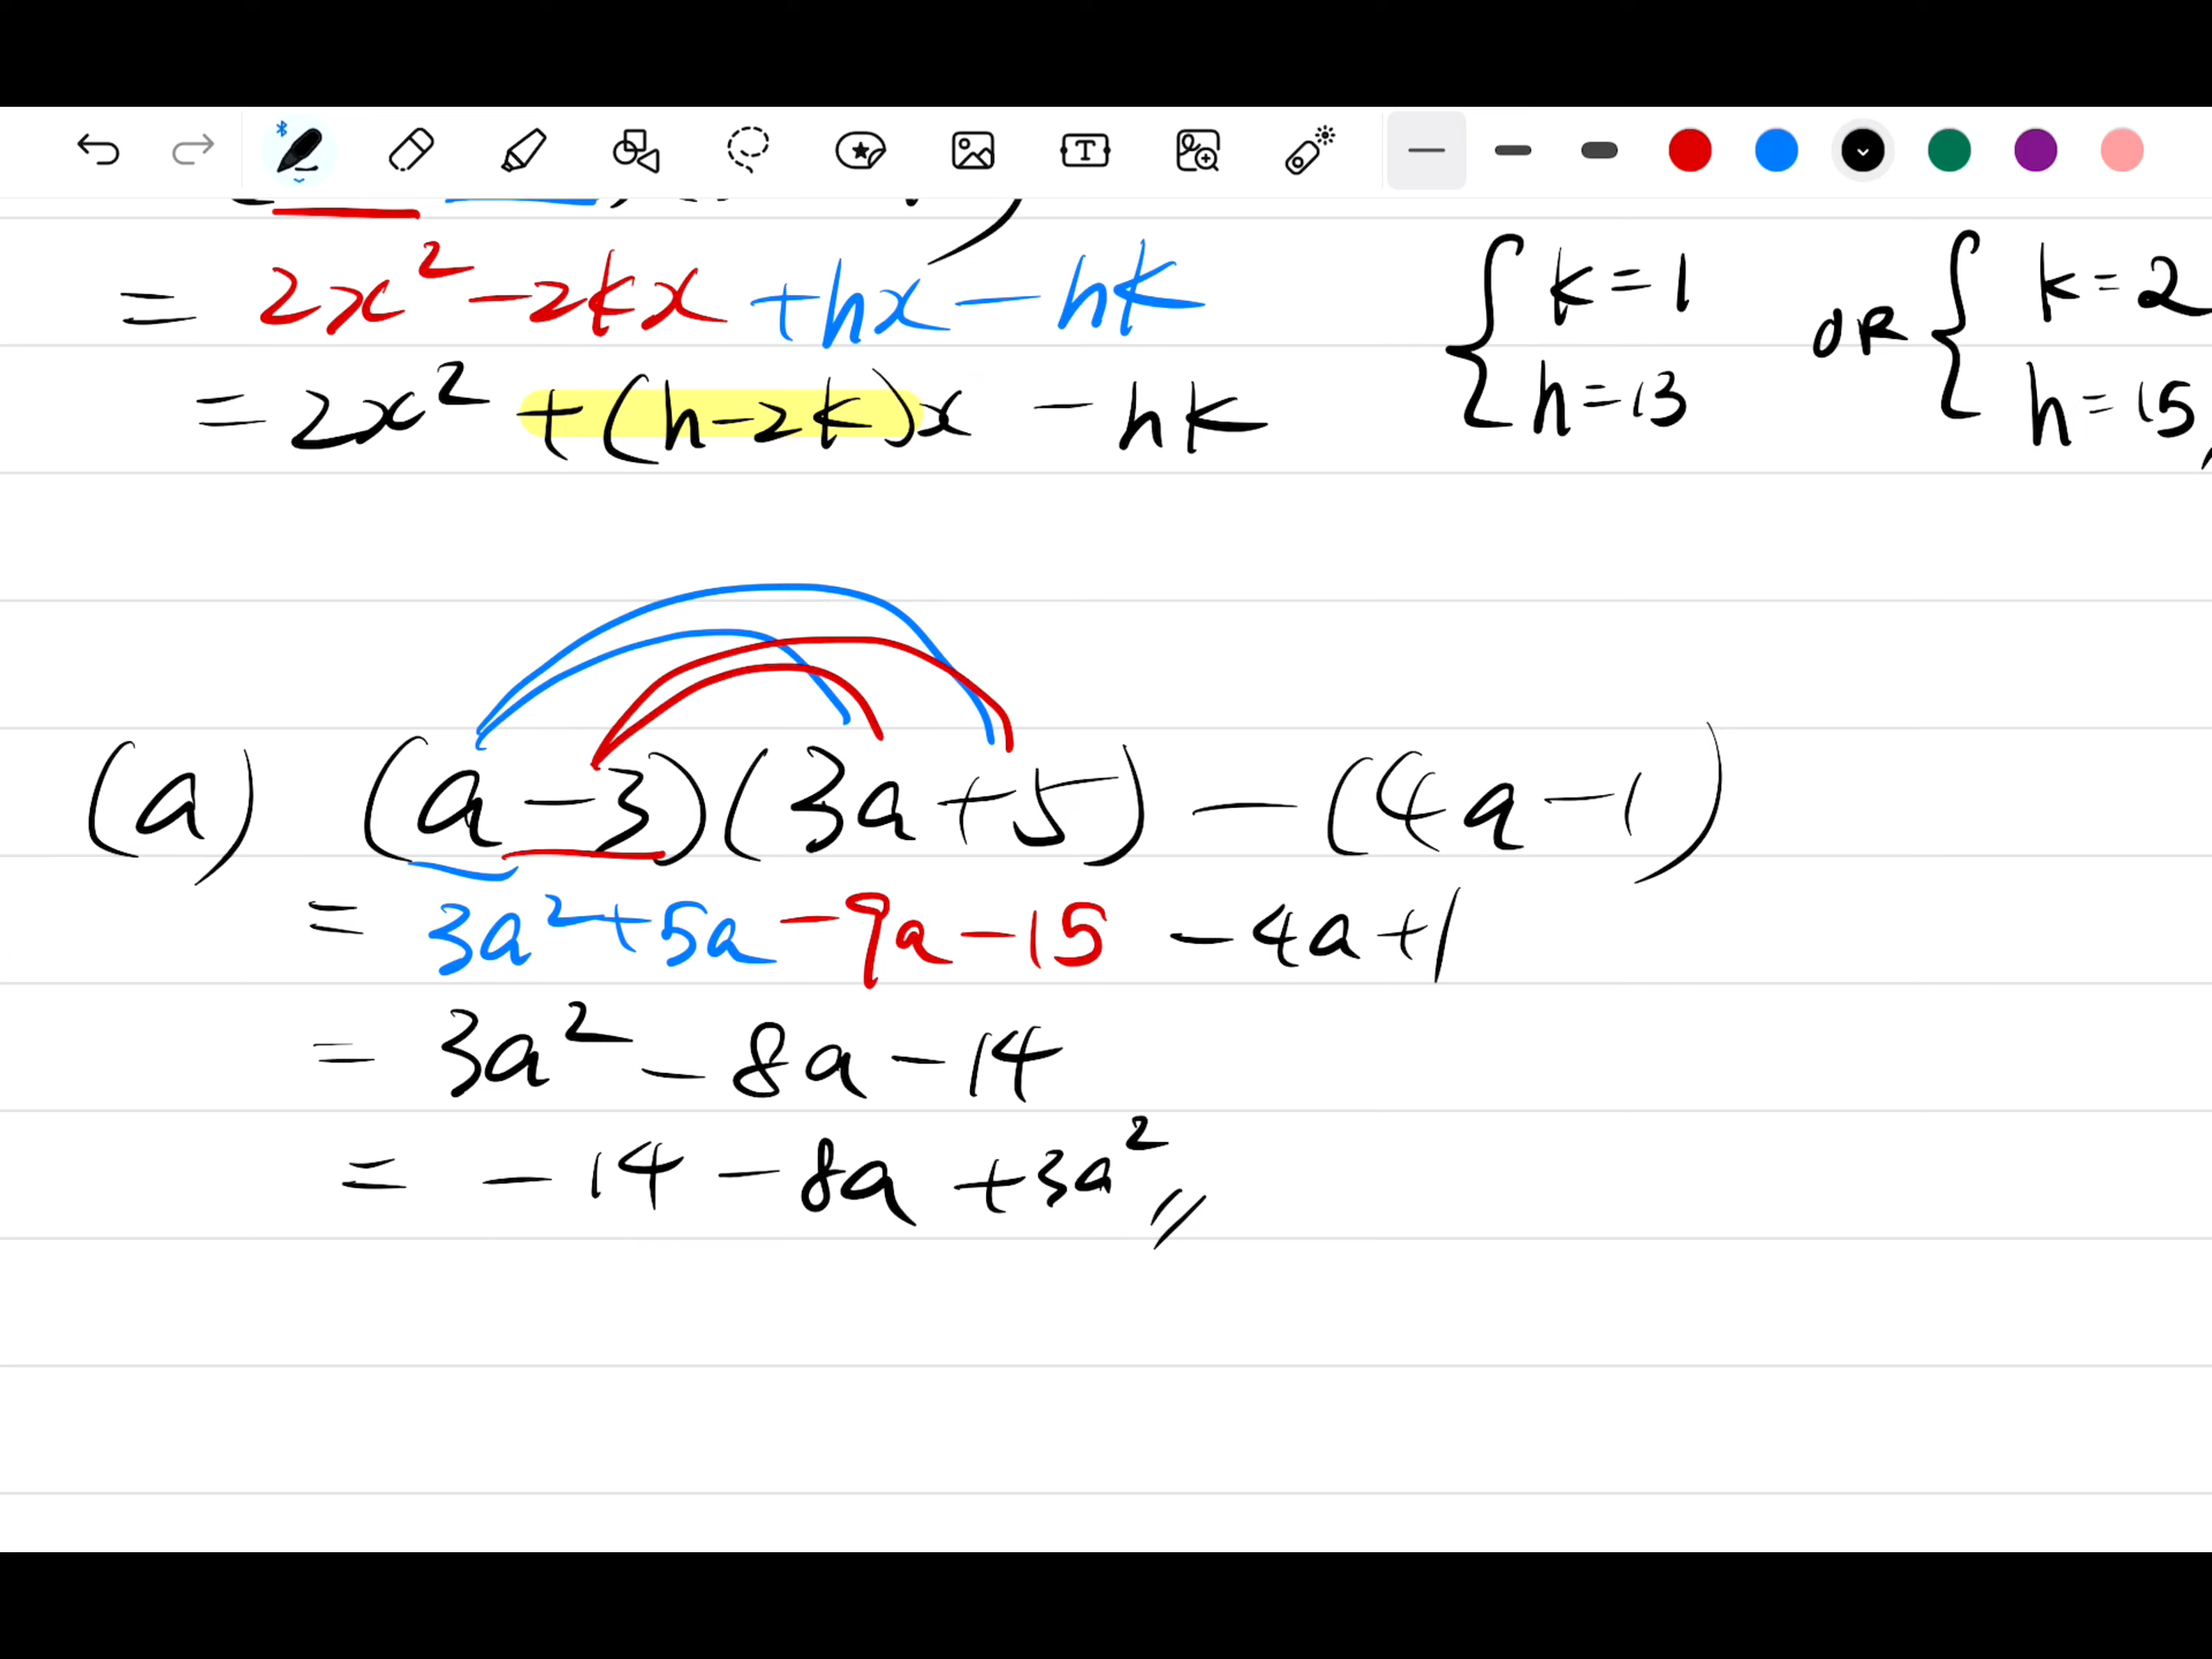 = 2x² - 2kx + hx - hk
= 2x² + (h-2k)x - hk
{ k = 1
h = 13
OR
{ k = 2
h = 15
(a) (a-3)(3a+5) - (4a-1)
= 3a² + 5a - 9a - 15 - 4a + 1
= 3a² - 8a - 14
= -14 - 8a + 3a² //
T